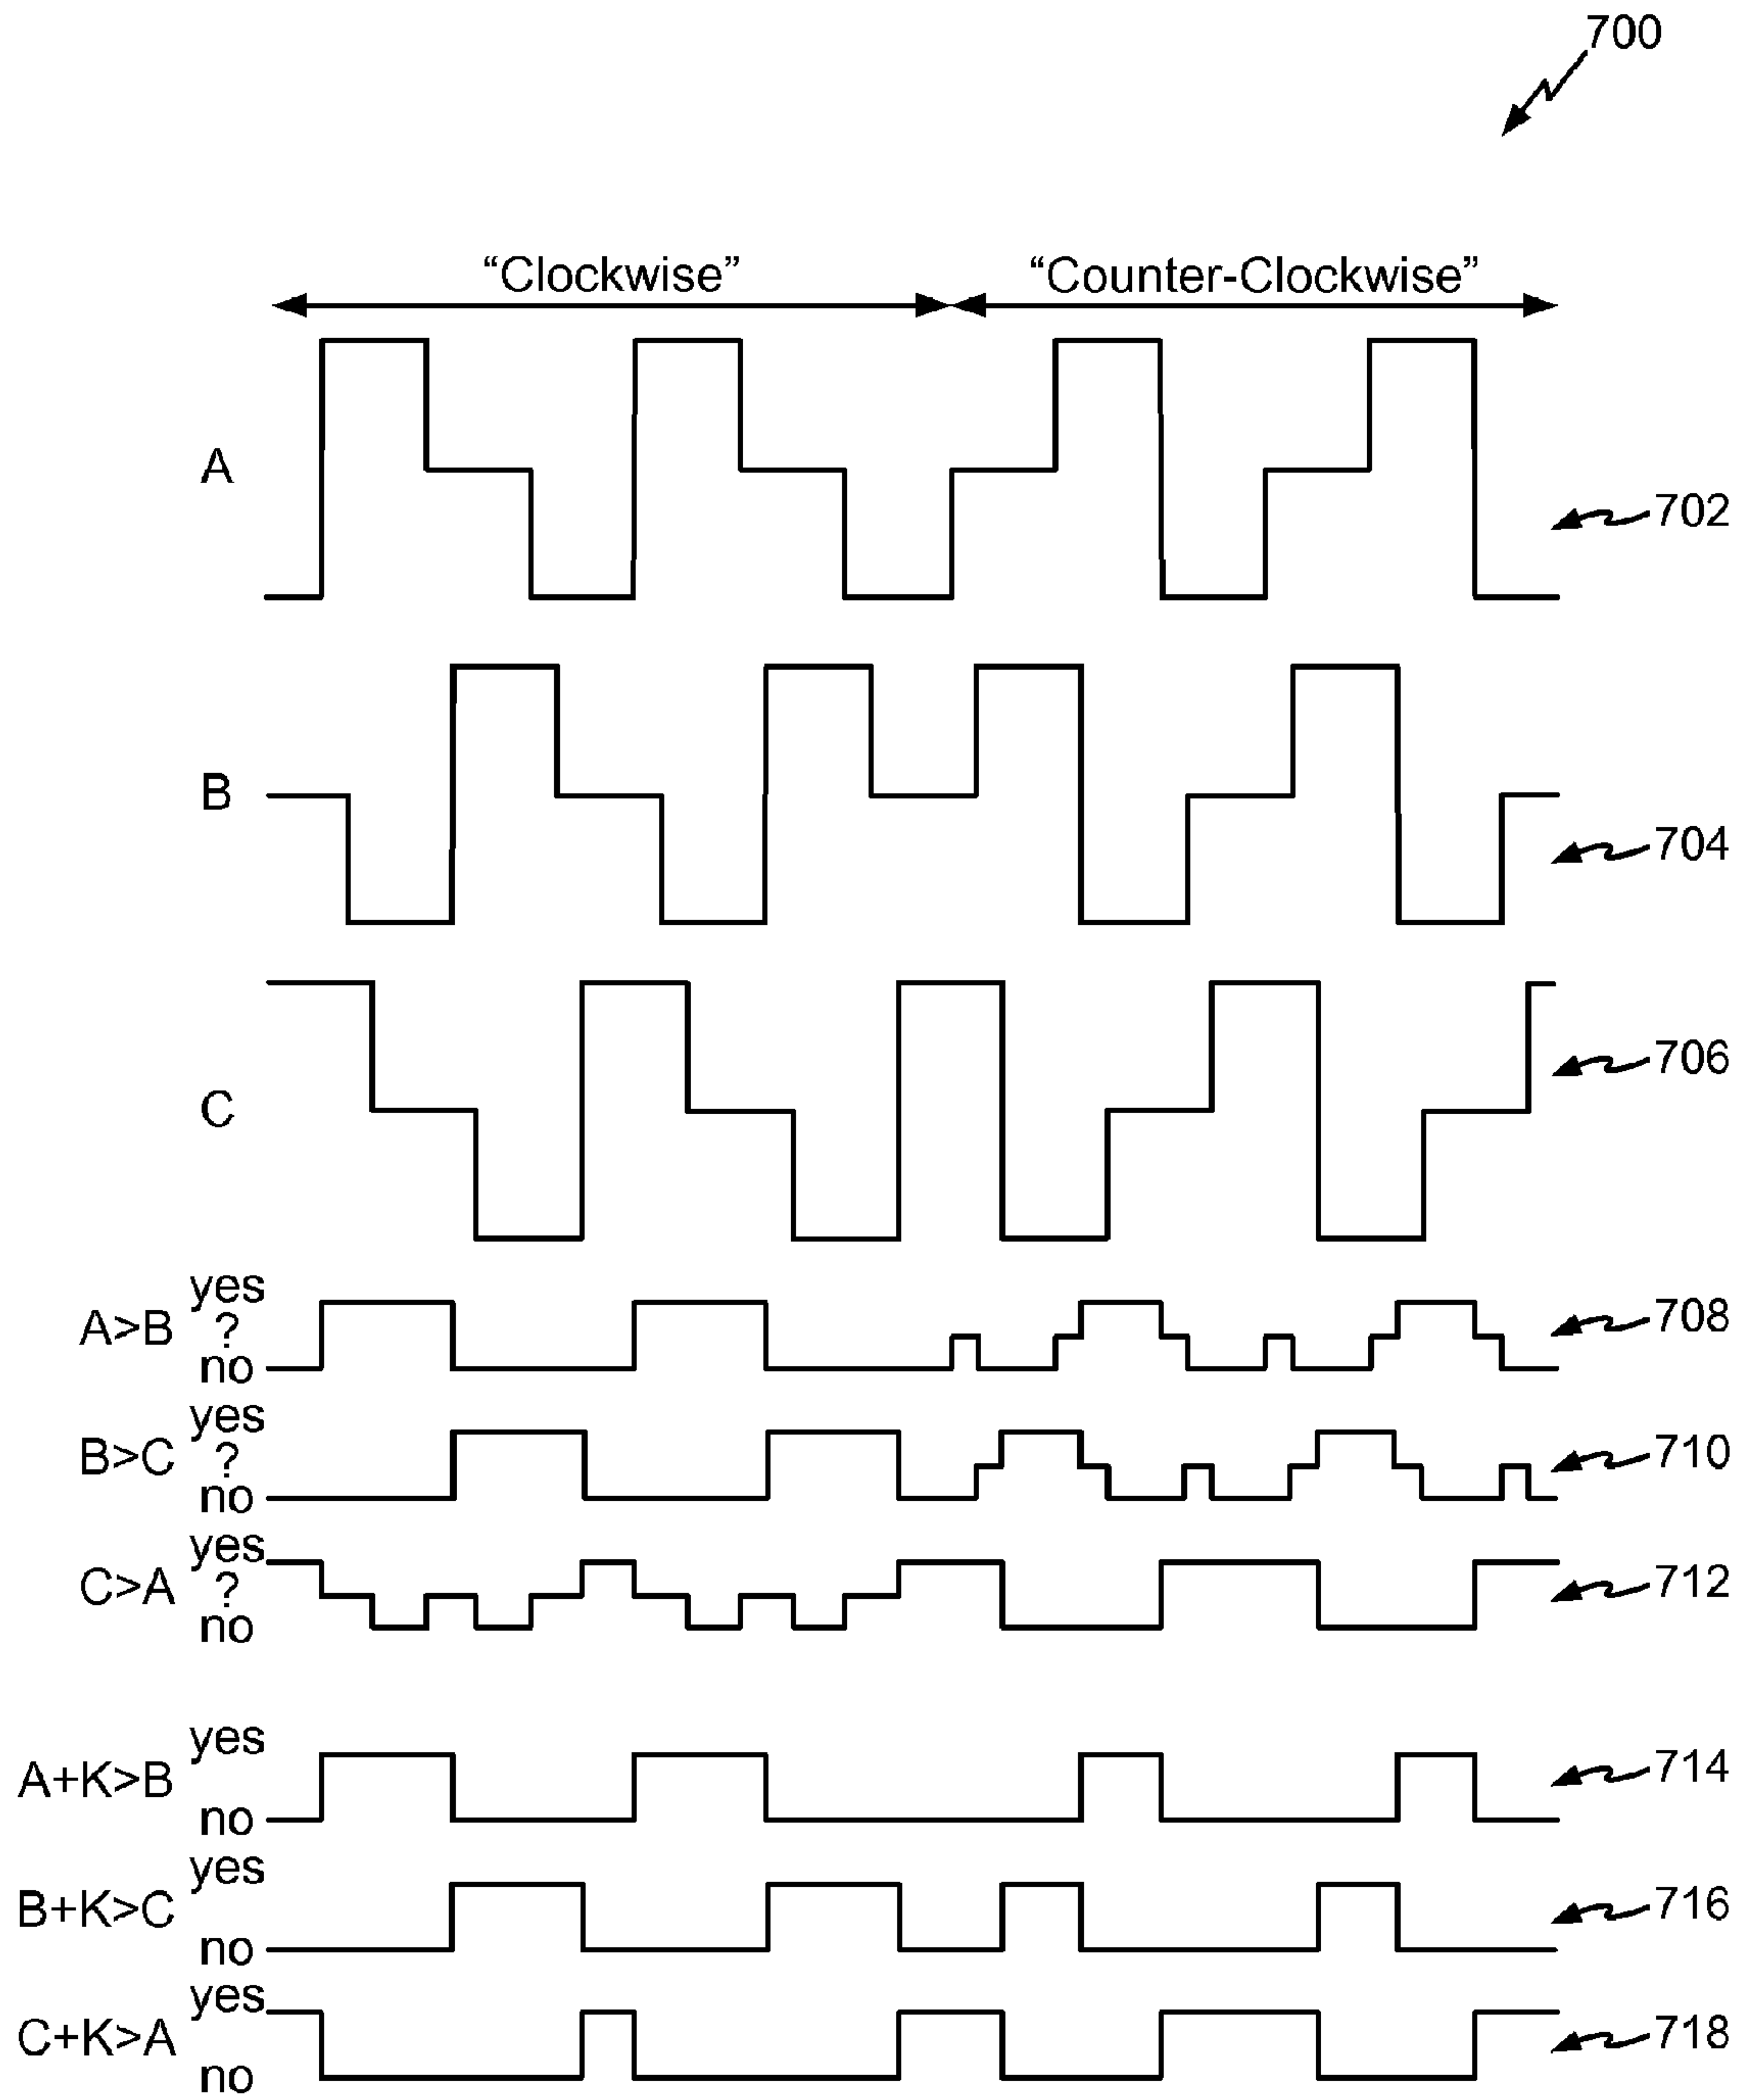 700
“Clockwise” “Counter-Clockwise”
A
702
B
704
C
706
A>B yes ? no 708
B>C yes ? no 710
C>A yes ? no 712
A+K>B yes no 714
B+K>C yes no 716
C+K>A yes no 718